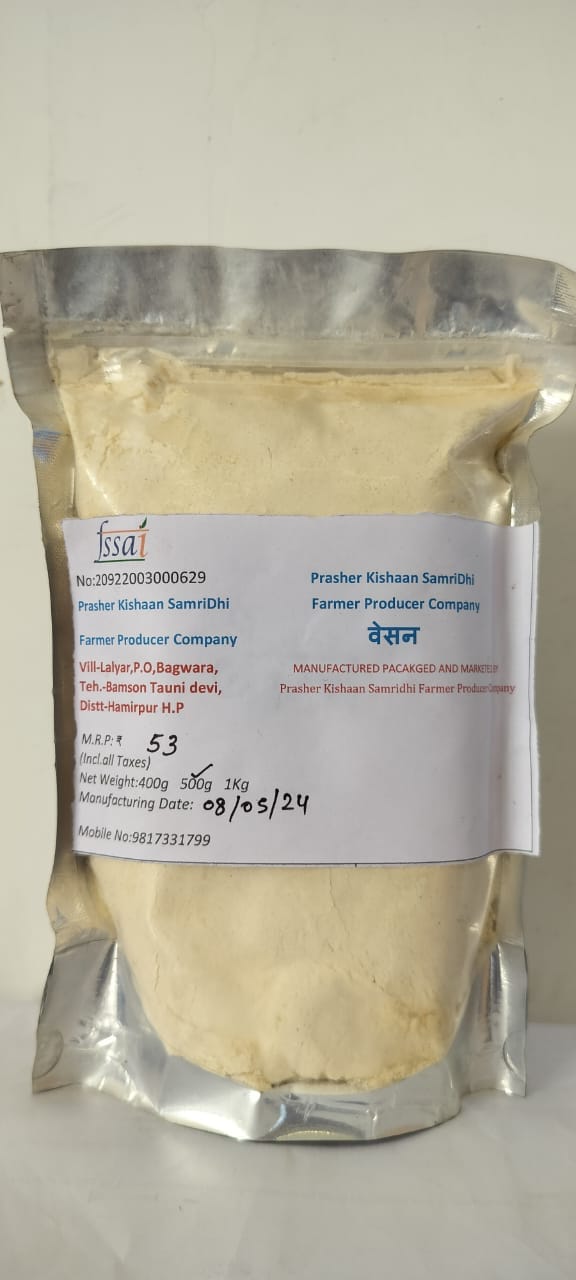 fssai
No:20922003000629
Prasher Kishaan SamriDhi
Farmer Producer Company
Vill-Lalyar,P.O,Bagwara,
Teh.-Bamson Tauni devi,
Distt-Hamirpur H.P
M.R.P: ₹ 53
(Incl.all Taxes)
Net Weight:400g 500g 1Kg
Manufacturing Date: 08/05/24
Mobile No:9817331799
Prasher Kishaan SamriDhi
Farmer Producer Company
वेसन
MANUFACTURED PACAKGED AND MARKETED BY
Prasher Kishaan Samridhi Farmer Producer Company